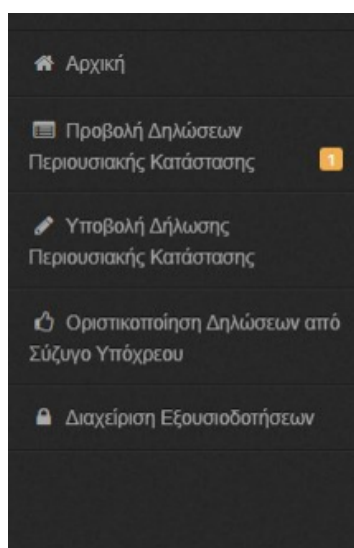 Αρχική
Προβολή Δηλώσεων
Περιουσιακής Κατάστασης 1
Υποβολή Δήλωσης
Περιουσιακής Κατάστασης
Οριστικοποίηση Δηλώσεων από
Σύζυγο Υπόχρεου
Διαχείριση Εξουσιοδοτήσεων